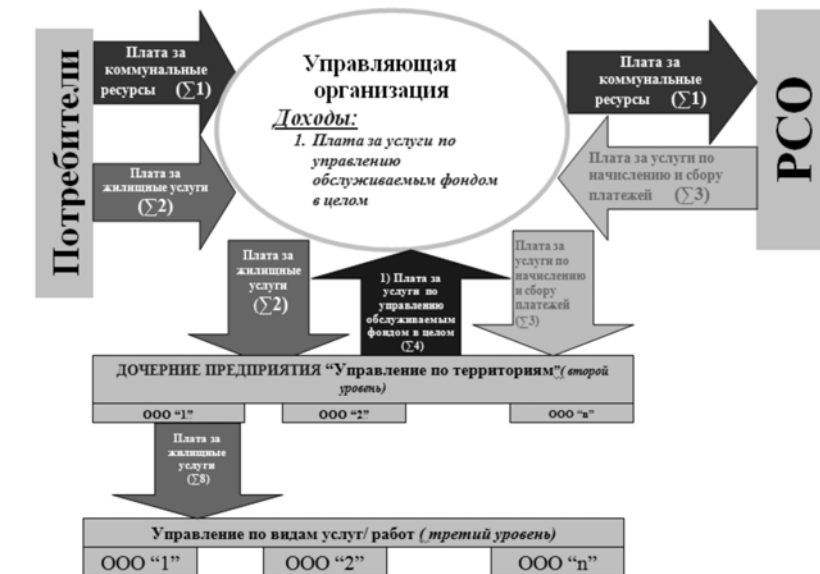 Потребители
Плата за
коммунальные
ресурсы (∑1)
Плата за
жилищные услуги
(∑2)
Управляющая
организация
Доходы:
1. Плата за услуги по
управлению
обслуживаемым фондом
в целом
Плата за
коммунальные
ресурсы (∑1)
Плата за услуги по
начислению и сбору
платежей (∑3)
РСО
Плата за
жилищные
услуги
(∑2)
1) Плата за
услуги по
управлению
обслуживаемым
фондом в целом
(∑4)
Плата за
услуги по
начислению
и сбору
платежей
(∑3)
ДОЧЕРНИЕ ПРЕДПРИЯТИЯ “Управление по территориям”( второй
уровень)
ООО “1”
ООО “2”
ООО “n”
Плата за
жилищные
услуги
(∑8)
Управление по видам услуг/ работ ( третий уровень)
ООО “1”
ООО “2”
ООО “n”